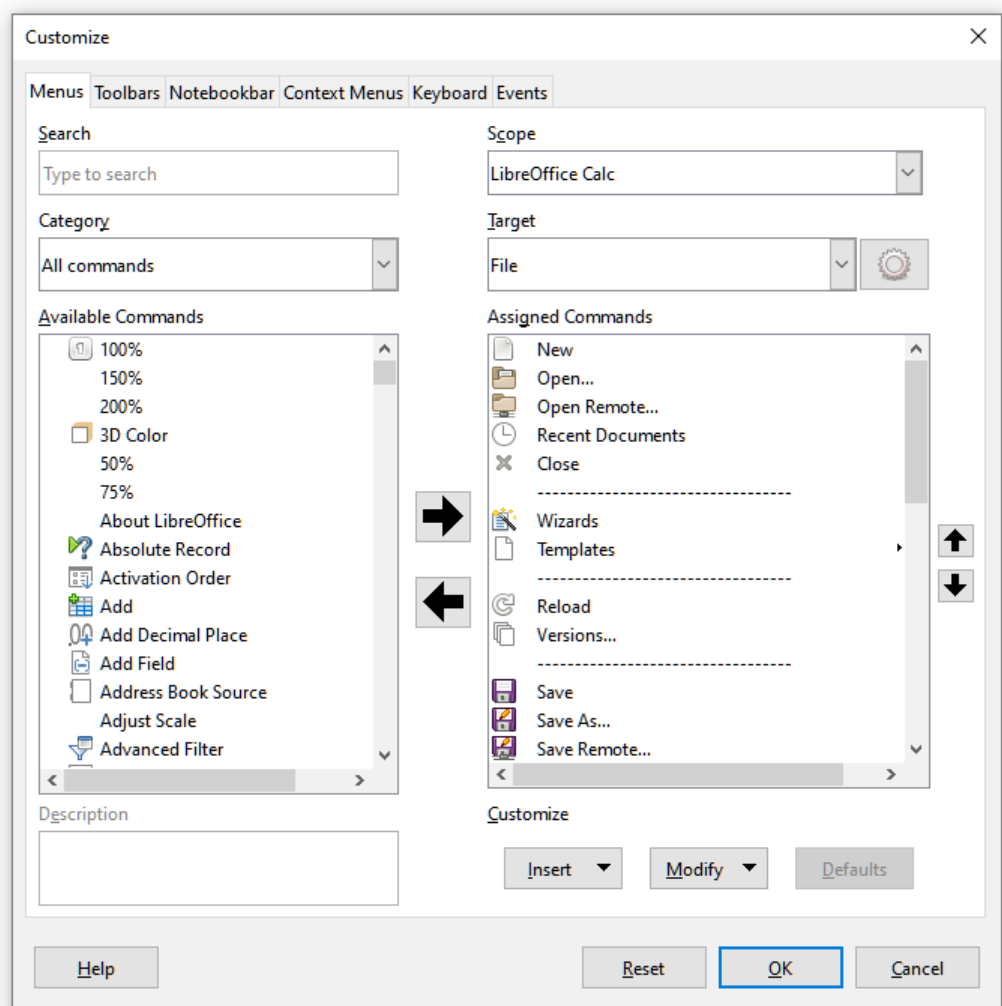 Customize
Menus Toolbars Notebookbar Context Menus Keyboard Events
Search
Type to search
Category
All commands
Available Commands
100%
150%
200%
3D Color
50%
75%
About LibreOffice
Absolute Record
Activation Order
Add
Add Decimal Place
Add Field
Address Book Source
Adjust Scale
Advanced Filter
Description
Scope
LibreOffice Calc
Target
File
Assigned Commands
New
Open...
Open Remote...
Recent Documents
Close
----------------------------------
Wizards
Templates
----------------------------------
Reload
Versions...
----------------------------------
Save
Save As...
Save Remote...
Customize
Insert Modify Defaults
Help Reset OK Cancel